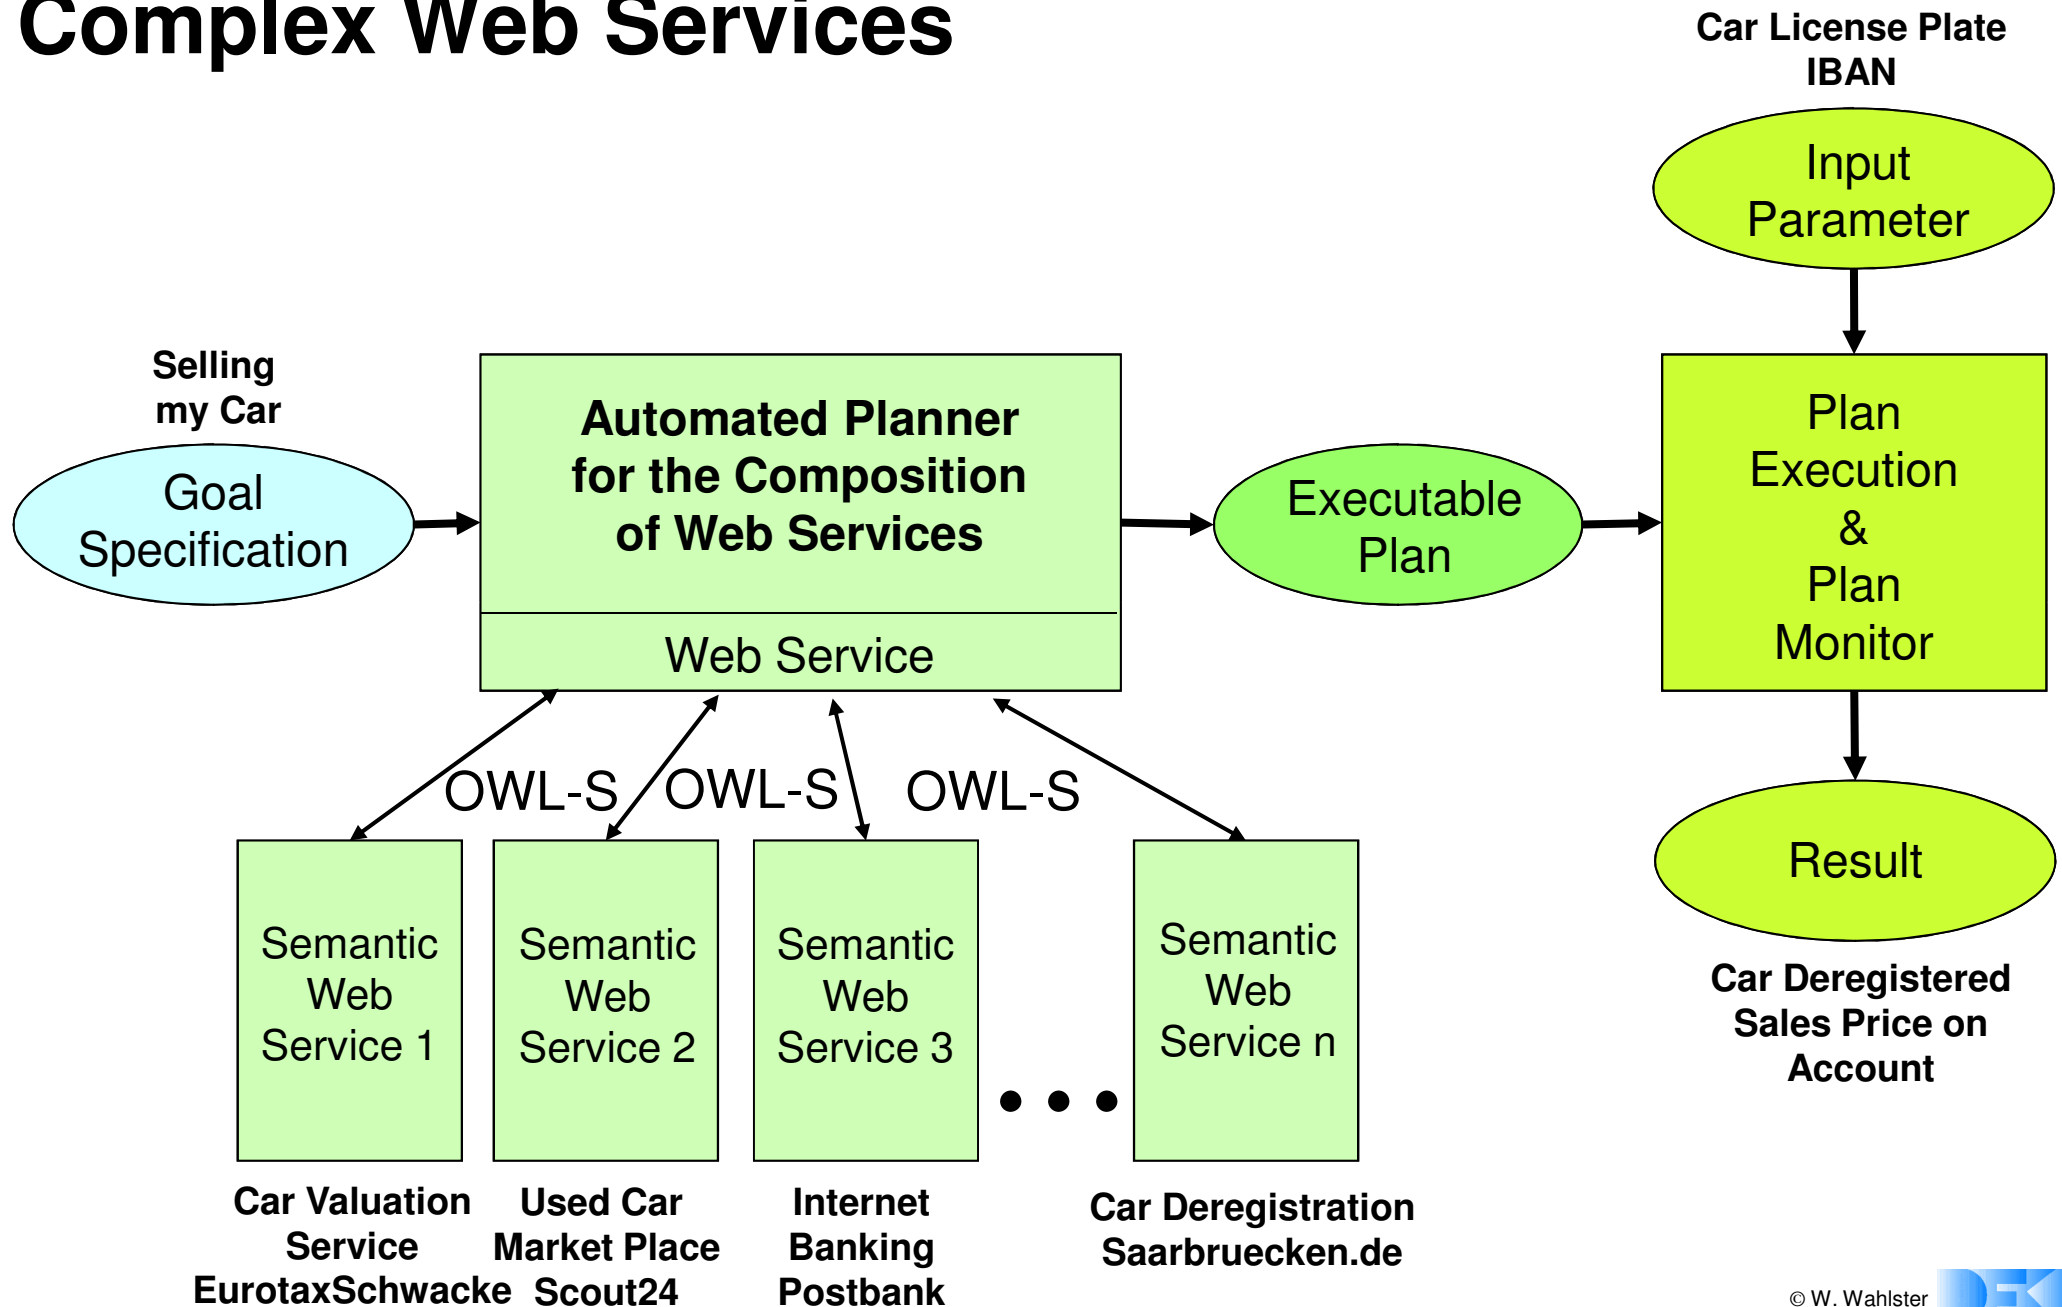 Complex Web Services
Car License Plate
IBAN
Input
Parameter
Selling
my Car
Goal
Specification
Automated Planner
for the Composition
of Web Services
Web Service
Executable
Plan
Plan
Execution
&
Plan
Monitor
OWL-S
OWL-S
OWL-S
Result
Car Deregistered
Sales Price on
Account
Semantic
Web
Service 1
Semantic
Web
Service 2
Semantic
Web
Service 3
• • •
Semantic
Web
Service n
Car Valuation
Service
EurotaxSchwacke
Used Car
Market Place
Scout24
Internet
Banking
Postbank
Car Deregistration
Saarbruecken.de
© W. Wahlster